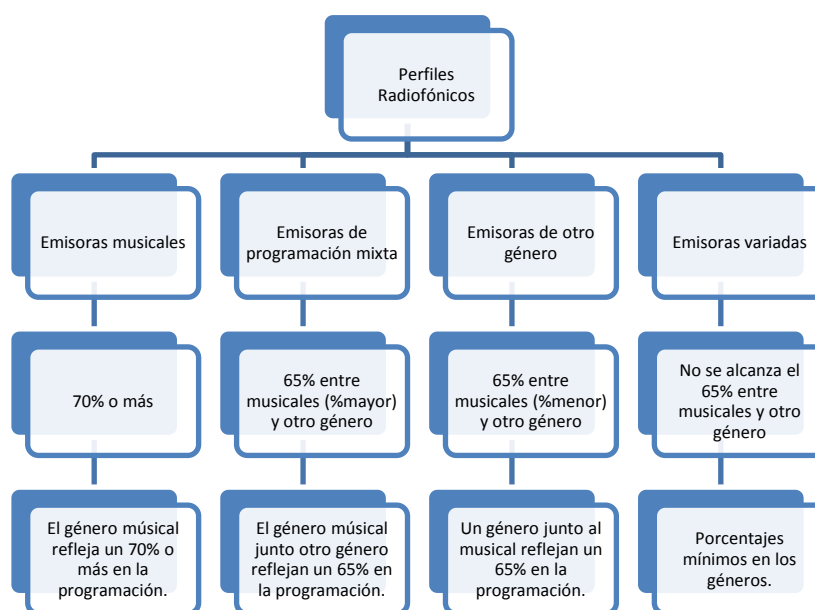 Perfiles
Radiofónicos
Emisoras musicales
Emisoras de
programación mixta
Emisoras de otro
género
Emisoras variadas
70% o más
65% entre
musicales (%mayor)
y otro género
65% entre
musicales (%menor)
y otro género
No se alcanza el
65% entre
musicales y otro
género
El género músical
refleja un 70% o
más en la
programación.
El género músical
junto otro género
reflejan un 65% en
la programación.
Un género junto al
musical reflejan un
65% en la
programación.
Porcentajes
mínimos en los
géneros.